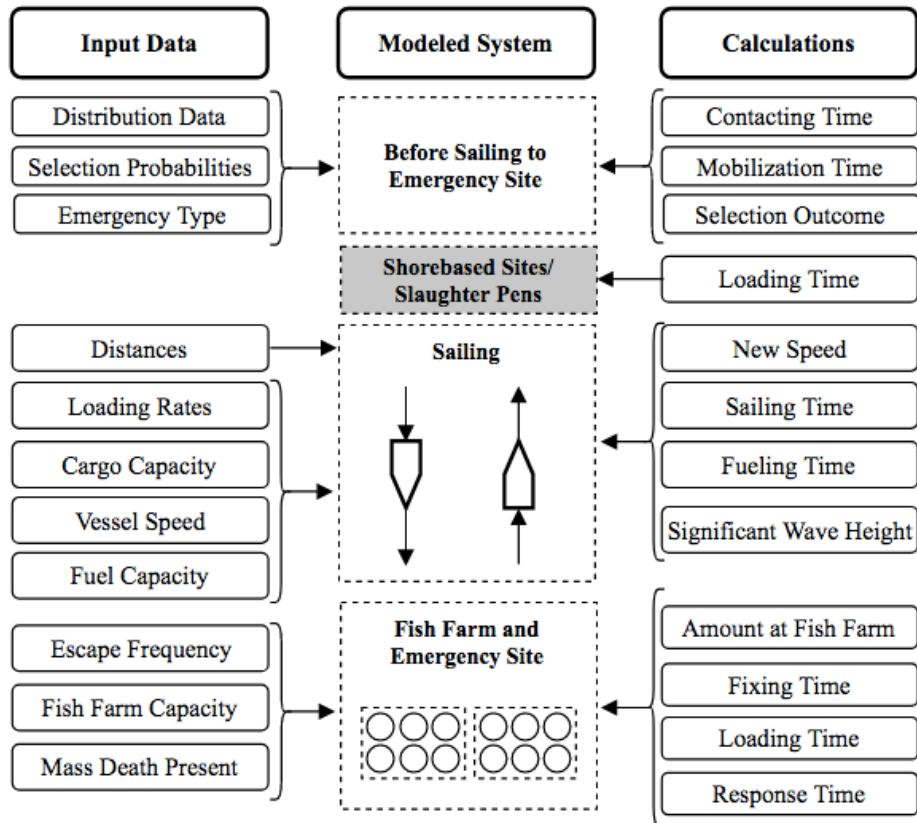 Input Data
Modeled System
Calculations
Distribution Data
Selection Probabilities
Emergency Type
Before Sailing to
Emergency Site
Contacting Time
Mobilization Time
Selection Outcome
Shorebased Sites/
Slaughter Pens
Loading Time
Distances
Loading Rates
Cargo Capacity
Vessel Speed
Fuel Capacity
Sailing
New Speed
Sailing Time
Fueling Time
Significant Wave Height
Escape Frequency
Fish Farm Capacity
Mass Death Present
Fish Farm and
Emergency Site
Amount at Fish Farm
Fixing Time
Loading Time
Response Time